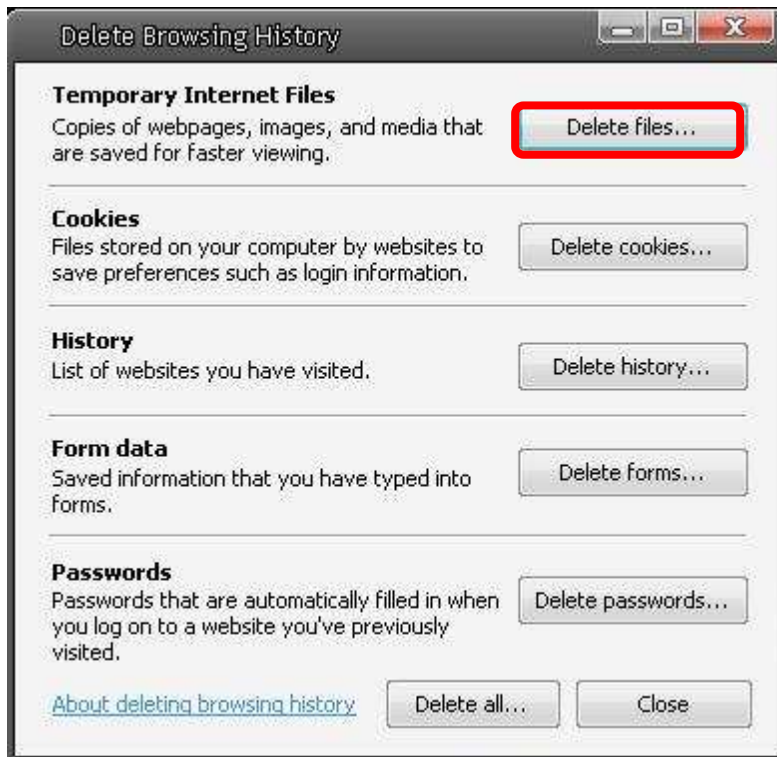 Delete Browsing History
Temporary Internet Files
Copies of webpages, images, and media that
are saved for faster viewing.
Delete files...
Cookies
Files stored on your computer by websites to
save preferences such as login information.
Delete cookies...
History
List of websites you have visited.
Delete history...
Form data
Saved information that you have typed into
forms.
Delete forms...
Passwords
Passwords that are automatically filled in when
you log on to a website you've previously
visited.
Delete passwords...
About deleting browsing history
Delete all...
Close